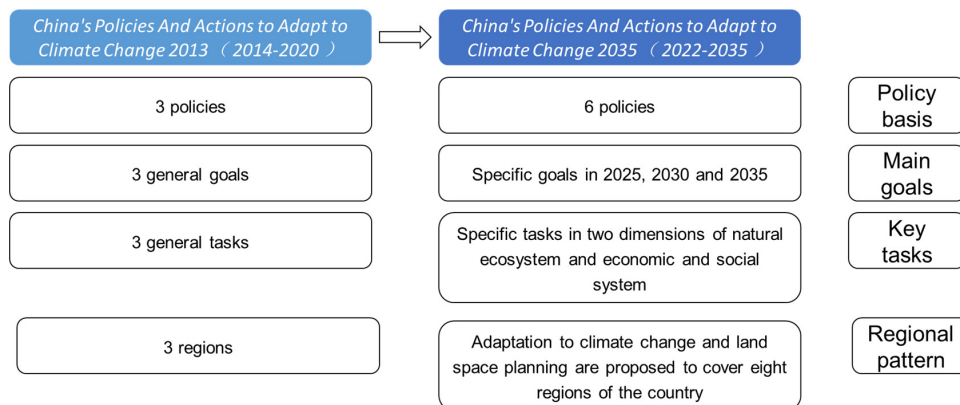 China's Policies And Actions to Adapt to
Climate Change 2013（2014-2020）
China's Policies And Actions to Adapt to
Climate Change 2035（2022-2035）
3 policies
6 policies
Policy
basis
3 general goals
Specific goals in 2025, 2030 and 2035
Main
goals
3 general tasks
Specific tasks in two dimensions of natural
ecosystem and economic and social
system
Key
tasks
3 regions
Adaptation to climate change and land
space planning are proposed to cover eight
regions of the country
Regional
pattern